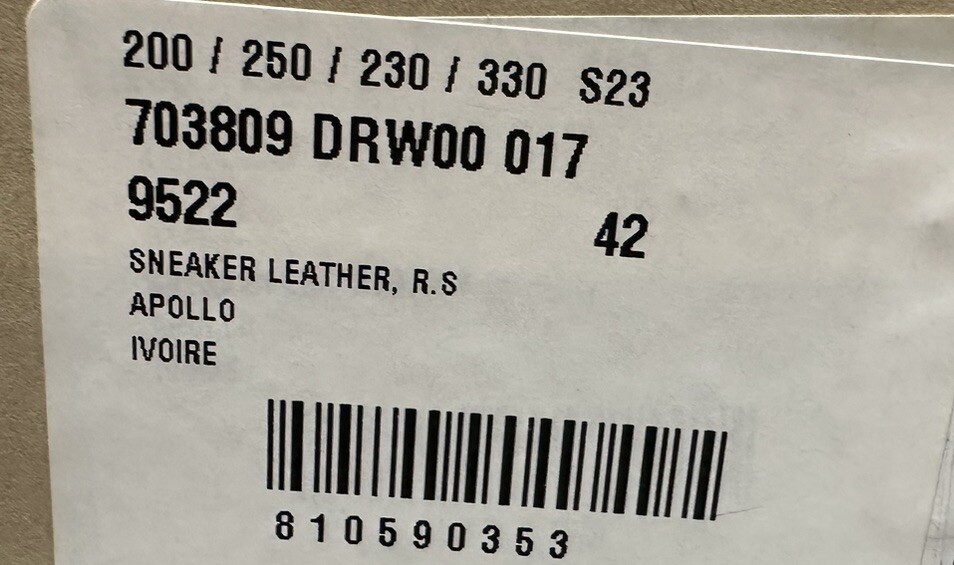 200 / 250 / 230 / 330 S23
703809 DRW00 017
9522 42
SNEAKER LEATHER, R.S
APOLLO
IVOIRE
810590353